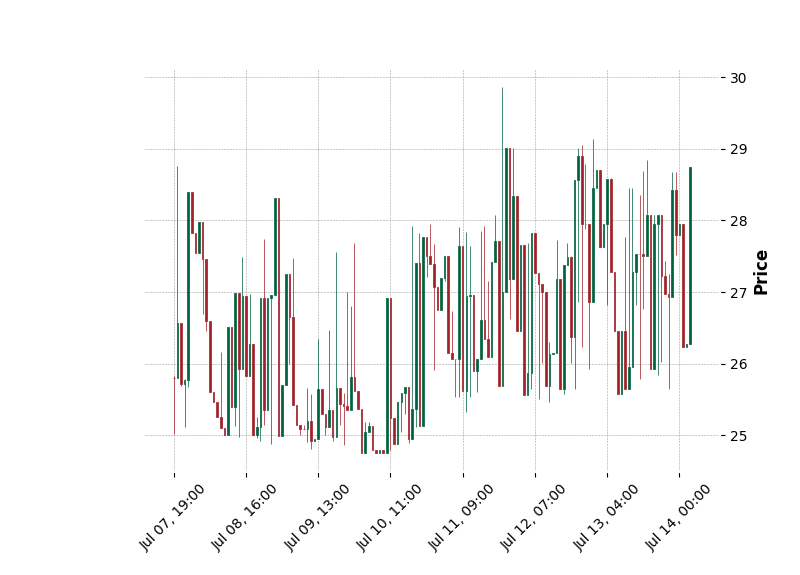 30
29
28
27
26
25
Price
Jul 07, 19:00
Jul 08, 16:00
Jul 09, 13:00
Jul 10, 11:00
Jul 11, 09:00
Jul 12, 07:00
Jul 13, 04:00
Jul 14, 00:00